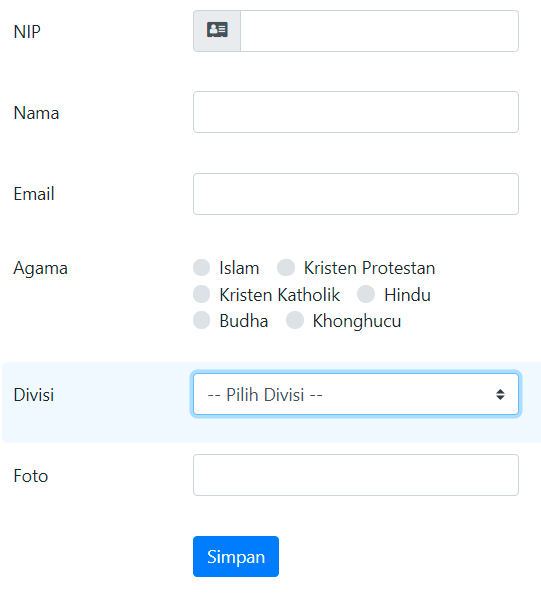 NIP
Nama
Email
Agama
Islam Kristen Protestan
Kristen Katholik Hindu
Budha Khonghucu
Divisi
-- Pilih Divisi --
Foto
Simpan